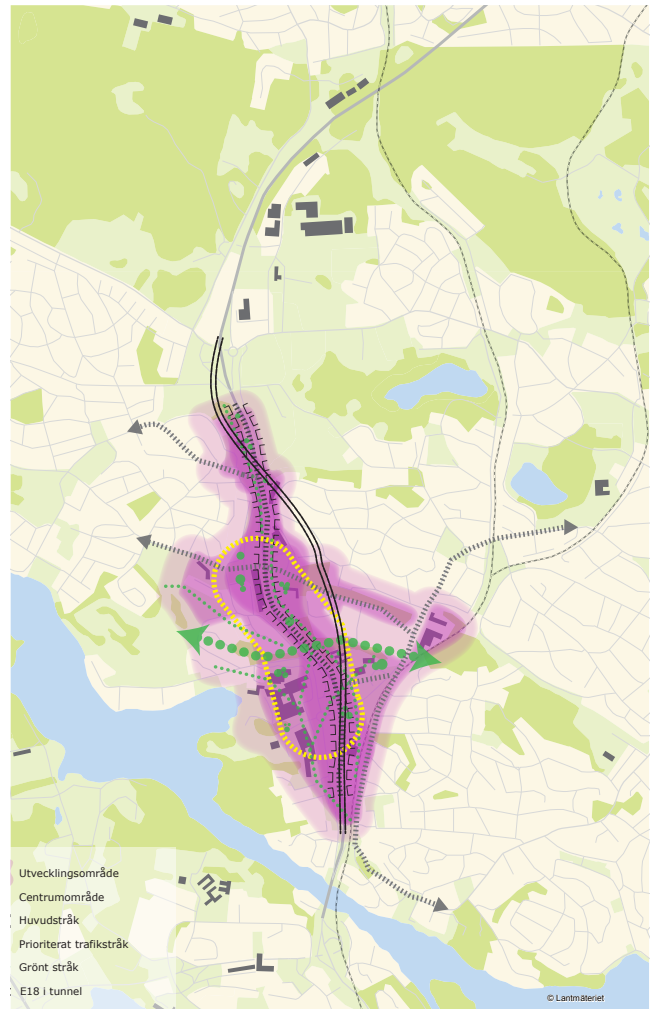 Utvecklingsområde
Centrumområde
Huvudstråk
Prioriterat trafikstråk
Grönt stråk
E18 i tunnel
© Lantmäteriet